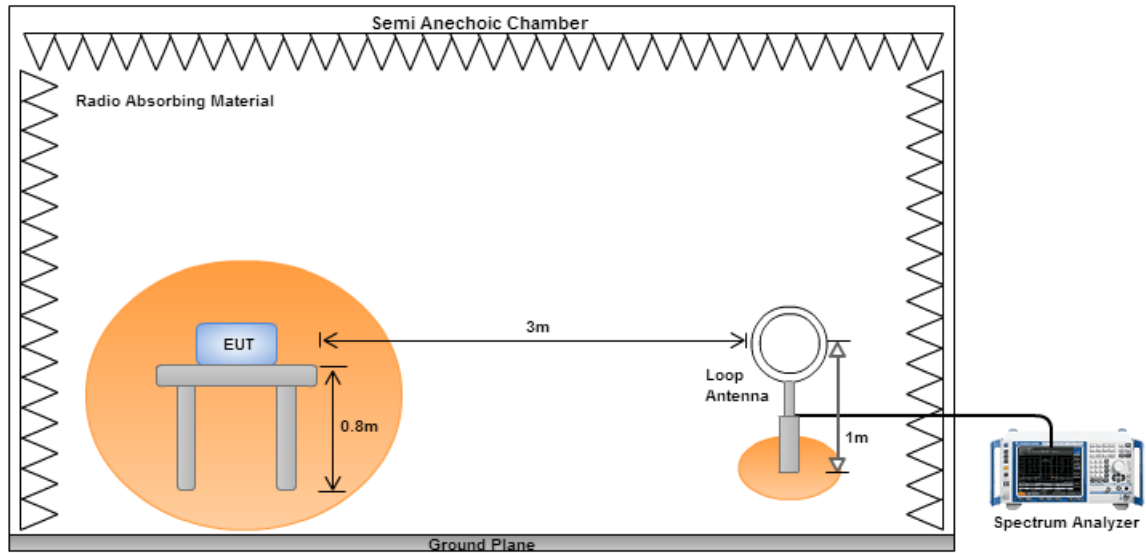 Semi Anechoic Chamber
Radio Absorbing Material
3m
EUT
Loop
Antenna
0.8m
1m
Spectrum Analyzer
Ground Plane